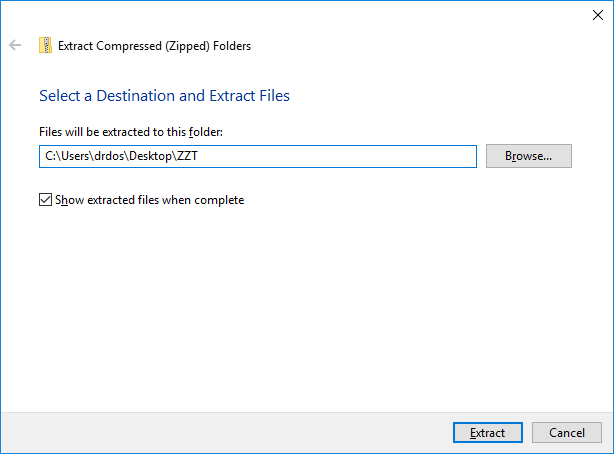 Extract Compressed (Zipped) Folders
Select a Destination and Extract Files
Files will be extracted to this folder:
C:\Users\drdos\Desktop\ZZT
Browse...
Show extracted files when complete
Extract
Cancel